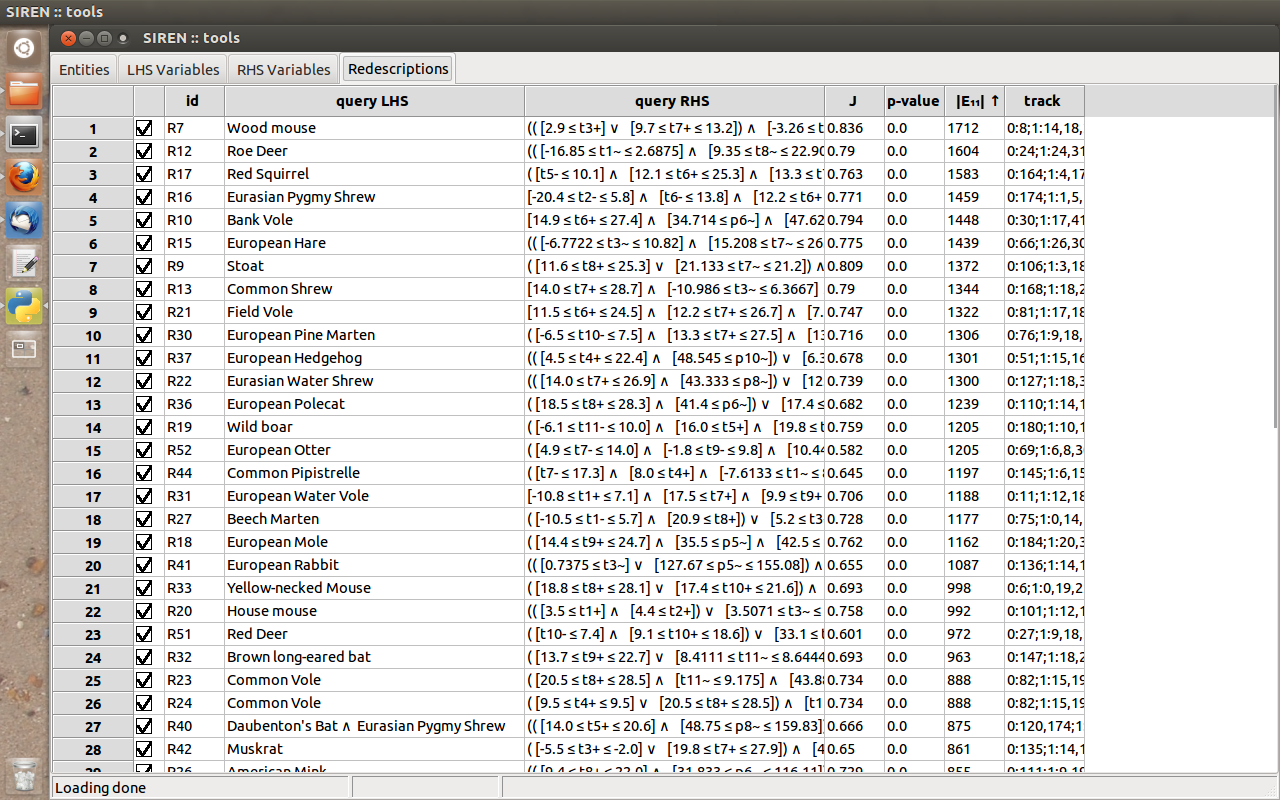 SIREN :: tools
SIREN :: tools
Entities LHS Variables RHS Variables Redescriptions
id query LHS query RHS J p-value |E₁₁| ↑ track
1 R7 Wood mouse (( [2.9 ≤ t3+] ∨ [9.7 ≤ t7+ ≤ 13.2]) ∧ [-3.26 ≤ t 0.836 0.0 1712 0:8;1:14,18,
2 R12 Roe Deer (( [-16.85 ≤ t1~ ≤ 2.6875] ∧ [9.35 ≤ t8~ ≤ 22.90 0.79 0.0 1604 0:24;1:24,31
3 R17 Red Squirrel ( [t5- ≤ 10.1] ∧ [12.1 ≤ t6+ ≤ 25.3] ∧ [13.3 ≤ t7 0.763 0.0 1583 0:164;1:4,17
4 R16 Eurasian Pygmy Shrew [-20.4 ≤ t2- ≤ 5.8] ∧ [t6- ≤ 13.8] ∧ [12.2 ≤ t6+ 0.771 0.0 1459 0:174;1:1,5,
5 R10 Bank Vole [14.9 ≤ t6+ ≤ 27.4] ∧ [34.714 ≤ p6~] ∧ [47.62 0.794 0.0 1448 0:30;1:17,41
6 R15 European Hare (( [-6.7722 ≤ t3~ ≤ 10.82] ∧ [15.208 ≤ t7~ ≤ 26 0.775 0.0 1439 0:66;1:26,30
7 R9 Stoat ( [11.6 ≤ t8+ ≤ 25.3] ∨ [21.133 ≤ t7~ ≤ 21.2]) ∧ 0.809 0.0 1372 0:106;1:3,18
8 R13 Common Shrew [14.0 ≤ t7+ ≤ 28.7] ∧ [-10.986 ≤ t3~ ≤ 6.3667] 0.79 0.0 1344 0:168;1:18,2
9 R21 Field Vole [11.5 ≤ t6+ ≤ 24.5] ∧ [12.2 ≤ t7+ ≤ 26.7] ∧ [7. 0.747 0.0 1322 0:81;1:17,18
10 R30 European Pine Marten ( [-6.5 ≤ t10- ≤ 7.5] ∧ [13.3 ≤ t7+ ≤ 27.5] ∧ [13 0.716 0.0 1306 0:76;1:9,18,
11 R37 European Hedgehog (( [4.5 ≤ t4+ ≤ 22.4] ∧ [48.545 ≤ p10~]) ∨ [6.3 0.678 0.0 1301 0:51;1:15,16
12 R22 Eurasian Water Shrew (( [14.0 ≤ t7+ ≤ 26.9] ∧ [43.333 ≤ p8~]) ∨ [12 0.739 0.0 1300 0:127;1:18,3
13 R36 European Polecat ( [18.5 ≤ t8+ ≤ 28.3] ∧ [41.4 ≤ p6~]) ∨ [17.4 ≤ 0.682 0.0 1239 0:110;1:14,1
14 R19 Wild boar ( [-6.1 ≤ t11- ≤ 10.0] ∧ [16.0 ≤ t5+] ∧ [19.8 ≤ t 0.759 0.0 1205 0:180;1:10,1
15 R52 European Otter ( [4.9 ≤ t7- ≤ 14.0] ∧ [-1.8 ≤ t9- ≤ 9.8] ∧ [10.44 0.582 0.0 1205 0:69;1:6,8,3
16 R44 Common Pipistrelle ( [t7- ≤ 17.3] ∧ [8.0 ≤ t4+] ∧ [-7.6133 ≤ t1~ ≤ 0.645 0.0 1197 0:145;1:6,15
17 R31 European Water Vole [-10.8 ≤ t1+ ≤ 7.1] ∧ [17.5 ≤ t7+] ∧ [9.9 ≤ t9+ 0.706 0.0 1188 0:11;1:12,18
18 R27 Beech Marten ( [-10.5 ≤ t1- ≤ 5.7] ∧ [20.9 ≤ t8+]) ∨ [5.2 ≤ t3 0.728 0.0 1177 0:75;1:0,14,
19 R18 European Mole ( [14.4 ≤ t9+ ≤ 24.7] ∧ [35.5 ≤ p5~] ∧ [42.5 ≤ 0.762 0.0 1162 0:184;1:20,3
20 R41 European Rabbit (( [0.7375 ≤ t3~] ∨ [127.67 ≤ p5~ ≤ 155.08]) ∧ 0.655 0.0 1087 0:136;1:14,1
21 R33 Yellow-necked Mouse ( [18.8 ≤ t8+ ≤ 28.1] ∨ [17.4 ≤ t10+ ≤ 21.6]) ∧ 0.693 0.0 998 0:6;1:0,19,2
22 R20 House mouse (( [3.5 ≤ t1+] ∧ [4.4 ≤ t2+]) ∨ [3.5071 ≤ t3~ ≤ 0.758 0.0 992 0:101;1:12,1
23 R51 Red Deer ( [t10- ≤ 7.4] ∧ [9.1 ≤ t10+ ≤ 18.6]) ∨ [33.1 ≤ t 0.601 0.0 972 0:27;1:9,18,
24 R32 Brown long-eared bat ( [13.7 ≤ t9+ ≤ 22.7] ∨ [8.4111 ≤ t11~ ≤ 8.6444 0.693 0.0 963 0:147;1:18,2
25 R23 Common Vole ( [20.5 ≤ t8+ ≤ 28.5] ∧ [t11~ ≤ 9.175] ∧ [43.8 0.734 0.0 888 0:82;1:15,19
26 R24 Common Vole ( [9.5 ≤ t4+ ≤ 9.5] ∨ [20.5 ≤ t8+ ≤ 28.5]) ∧ [t1 0.734 0.0 888 0:82;1:15,19
27 R40 Daubenton's Bat ∧ Eurasian Pygmy Shrew (( [14.0 ≤ t5+ ≤ 20.6] ∧ [48.75 ≤ p8~ ≤ 159.83] 0.666 0.0 875 0:120,174;1:
28 R42 Muskrat ( [-5.5 ≤ t3+ ≤ -2.0] ∨ [19.8 ≤ t7+ ≤ 27.9]) ∧ [4 0.65 0.0 861 0:135;1:14,1
29 R26 American Mink ( [9.4 ≤ t8+ ≤ 22.0] ∧ [31.833 ≤ p6~ ≤ 116.11] 0.729 0.0 855 0:111;1:9,19
Loading done